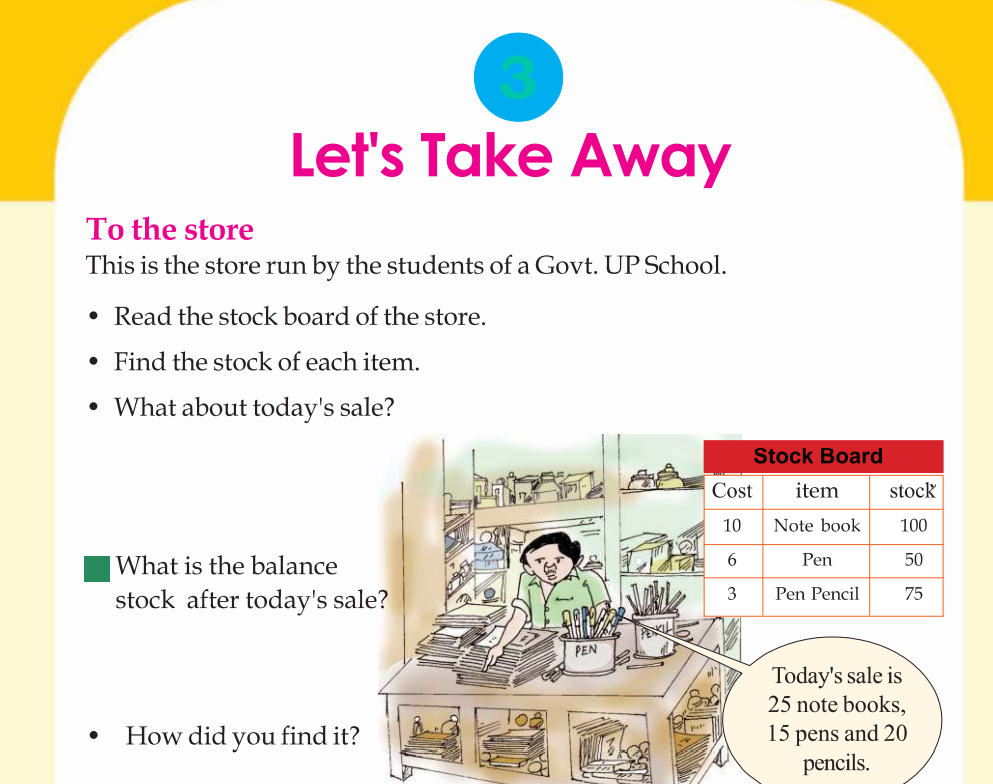 3
Let's Take Away
To the store
This is the store run by the students of a Govt. UP School.
• Read the stock board of the store.
• Find the stock of each item.
• What about today's sale?
Stock Board
Cost item stock
10 Note book 100
6 Pen 50
3 Pen Pencil 75
What is the balance
stock after today's sale?
PEN
PENCIL
Today's sale is
25 note books,
15 pens and 20
pencils.
• How did you find it?